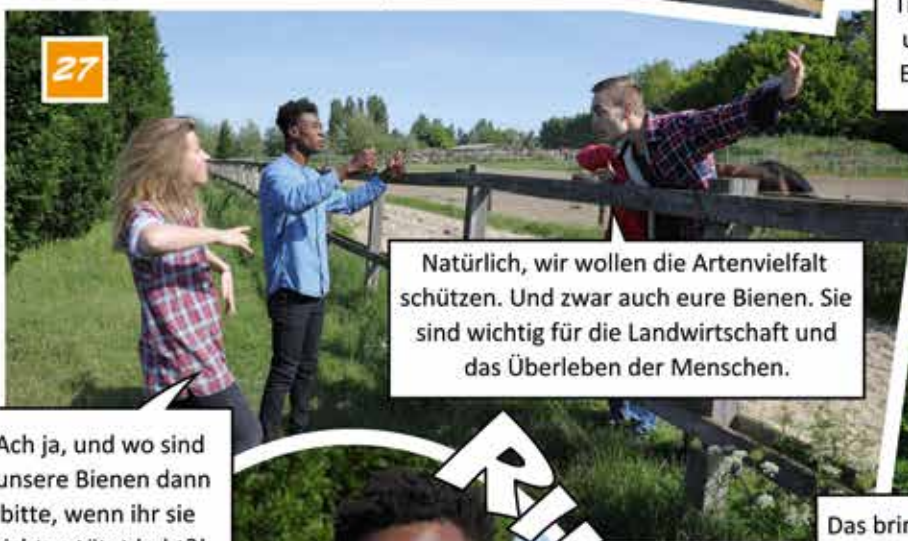 27
Natürlich, wir wollen die Artenvielfalt
schützen. Und zwar auch eure Bienen. Sie
sind wichtig für die Landwirtschaft und
das Überleben der Menschen.
Ach ja, und wo sind
unsere Bienen dann
bitte, wenn ihr sie
Das